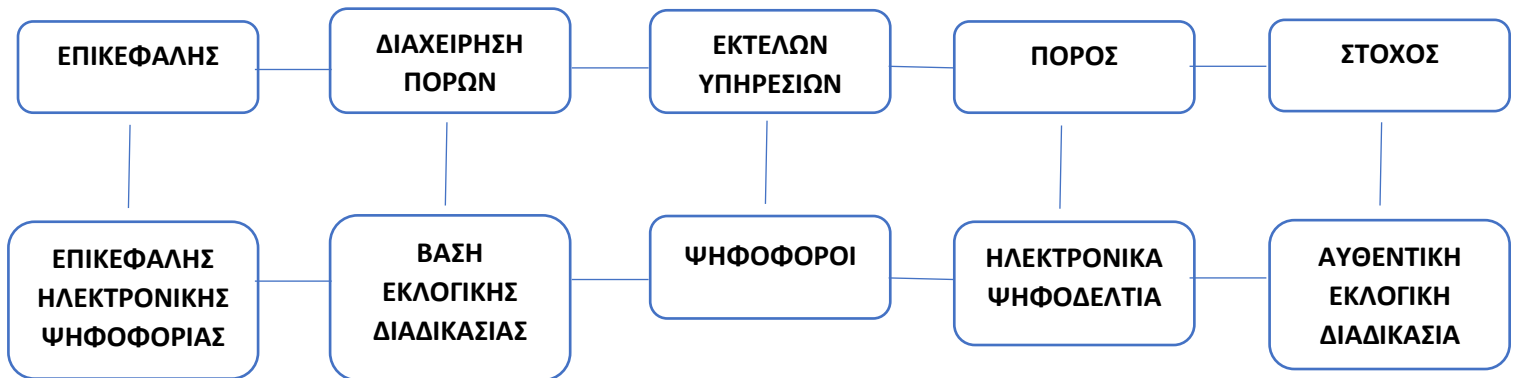 ΕΠΙΚΕΦΑΛΗΣ
ΔΙΑΧΕΙΡΗΣΗ
ΠΟΡΩΝ
ΕΚΤΕΛΩΝ
ΥΠΗΡΕΣΙΩΝ
ΠΟΡΟΣ
ΣΤΟΧΟΣ
ΕΠΙΚΕΦΑΛΗΣ
ΗΛΕΚΤΡΟΝΙΚΗΣ
ΨΗΦΟΦΟΡΙΑΣ
ΒΑΣΗ
ΕΚΛΟΓΙΚΗΣ
ΔΙΑΔΙΚΑΣΙΑΣ
ΨΗΦΟΦΟΡΟΙ
ΗΛΕΚΤΡΟΝΙΚΑ
ΨΗΦΟΔΕΛΤΙΑ
ΑΥΘΕΝΤΙΚΗ
ΕΚΛΟΓΙΚΗ
ΔΙΑΔΙΚΑΣΙΑ